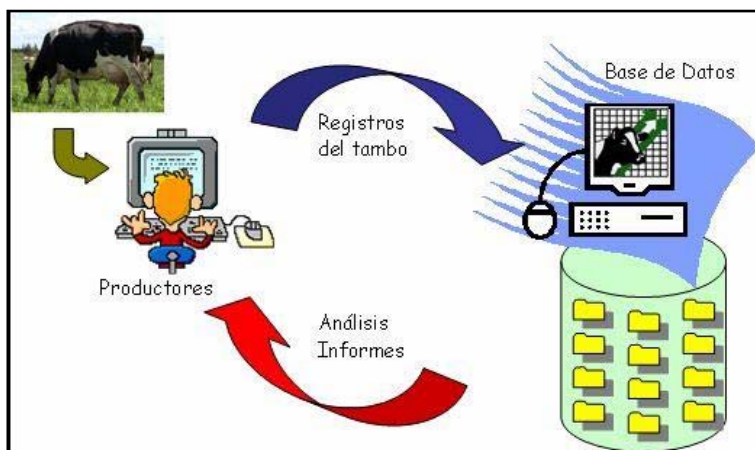 Base de Datos
Registros
del tambo
Productores
Análisis
Informes